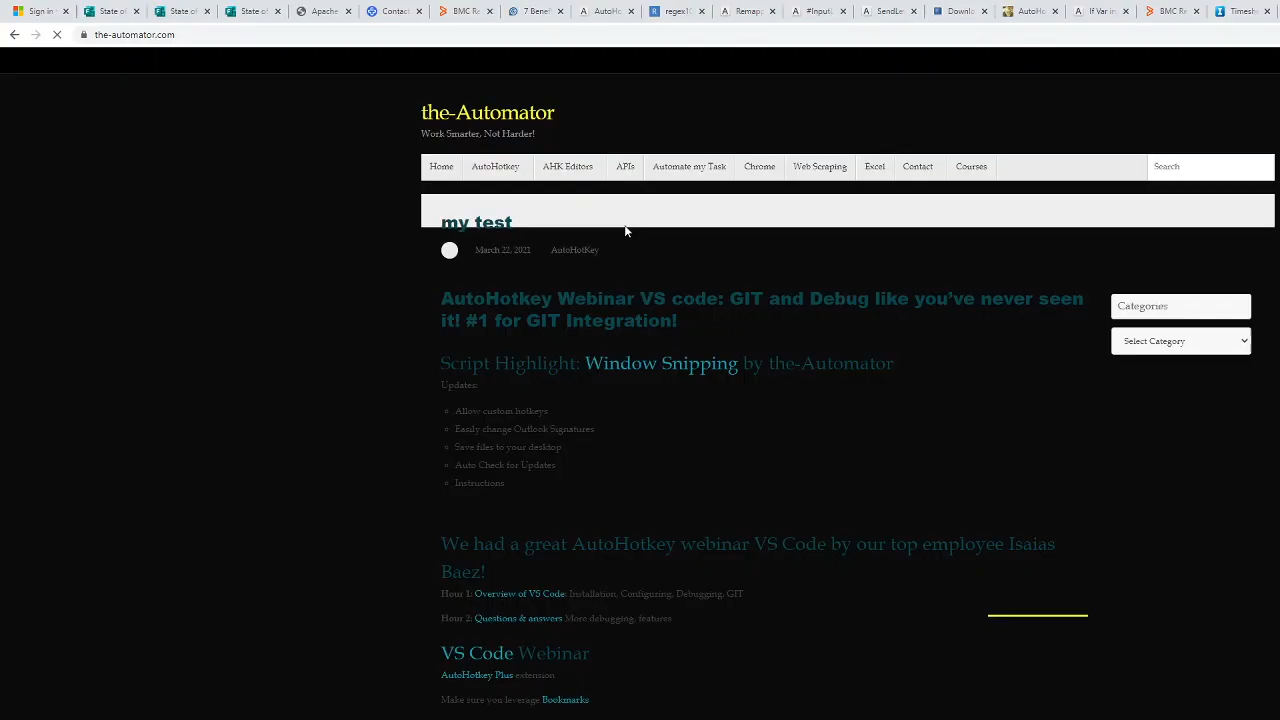 Sign in
State of
State of
State of
Apache
Contac
BMC Re
7 Benef
AutoHo
regex10
Remapp
#InputL
SendLe
Downlo
AutoHo
If Var in
BMC Re
Timeshe
the-automator.com
the-Automator
Work Smarter, Not Harder!
Home AutoHotkey AHK Editors APIs Automate my Task Chrome Web Scraping Excel Contact Courses Search
my test
March 22, 2021 AutoHotKey
AutoHotkey Webinar VS code: GIT and Debug like you've never seen
it! #1 for GIT Integration!
Categories
Select Category
Script Highlight: Window Snipping by the-Automator
Updates:
Allow custom hotkeys
Easily change Outlook Signatures
Save files to your desktop
Auto Check for Updates
Instructions
We had a great AutoHotkey webinar VS Code by our top employee Isaias
Baez!
Hour 1: Overview of VS Code: Installation, Configuring, Debugging, GIT
Hour 2: Questions & answers More debugging, features
VS Code Webinar
AutoHotkey Plus extension
Make sure you leverage Bookmarks